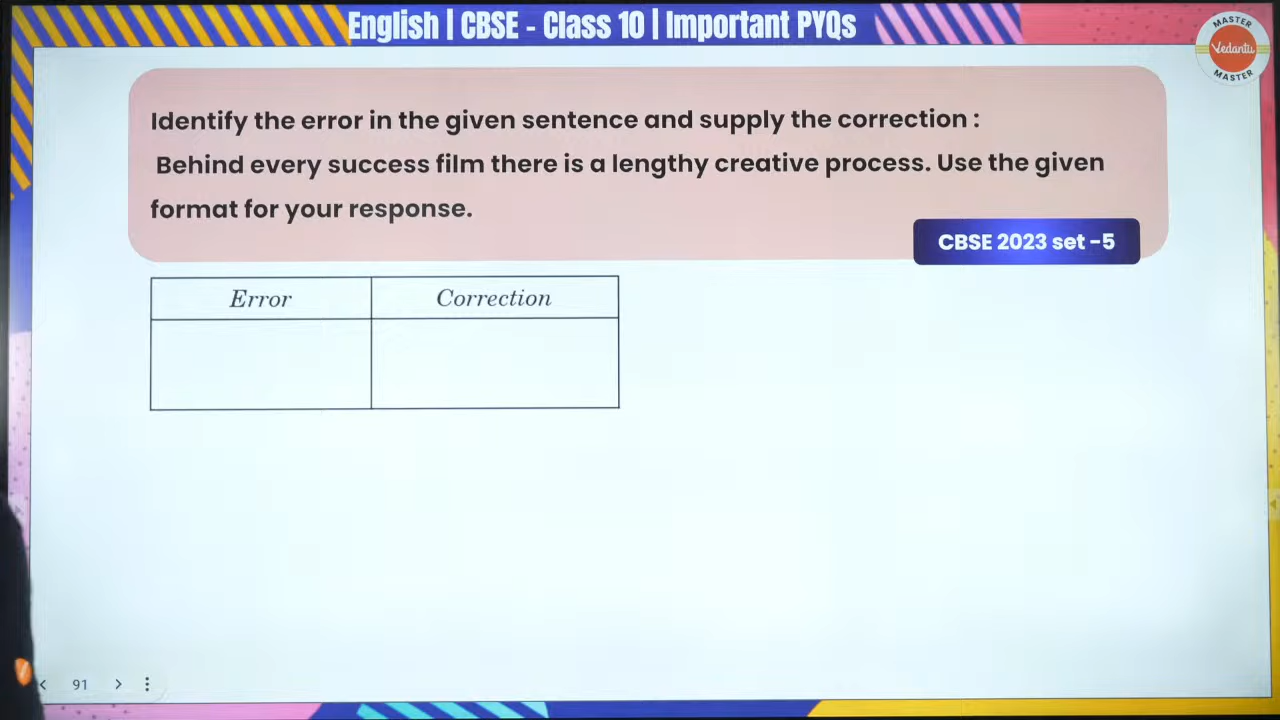 English | CBSE - Class 10 | Important PYQs
MASTER
Vedantu
MASTER
Identify the error in the given sentence and supply the correction :
Behind every success film there is a lengthy creative process. Use the given
format for your response.
CBSE 2023 set -5
Error
Correction
91